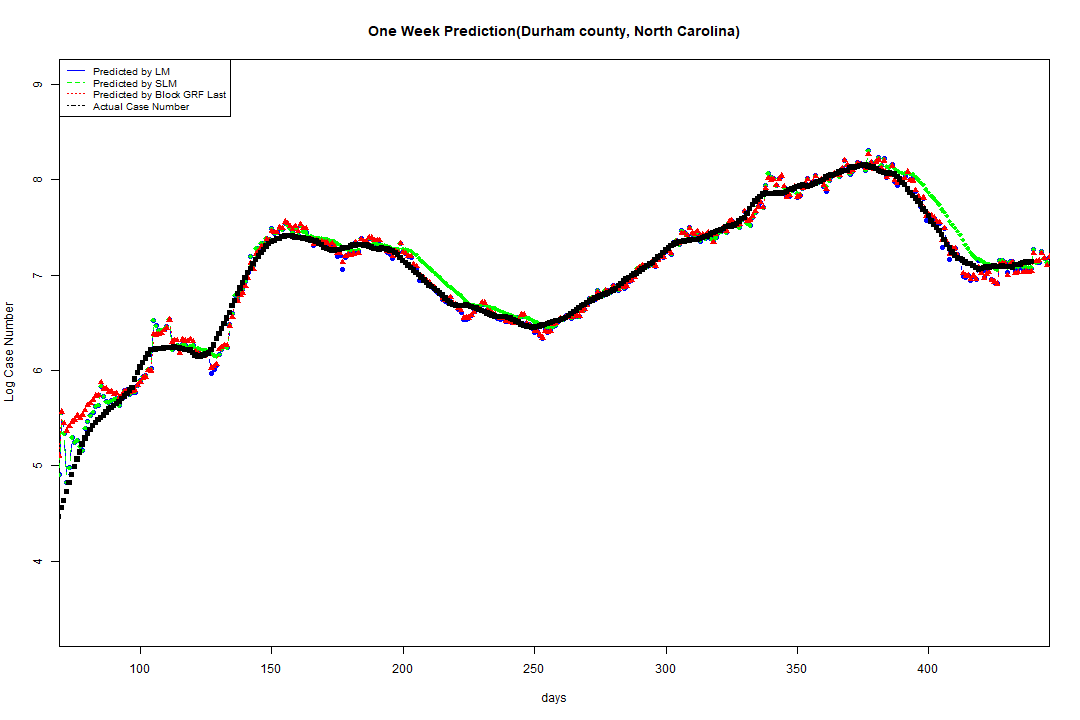 One Week Prediction(Durham county, North Carolina)
Predicted by LM
Predicted by SLM
Predicted by Block GRF Last
Actual Case Number
9
8
7
6
5
4
Log Case Number
100 150 200 250 300 350 400
days